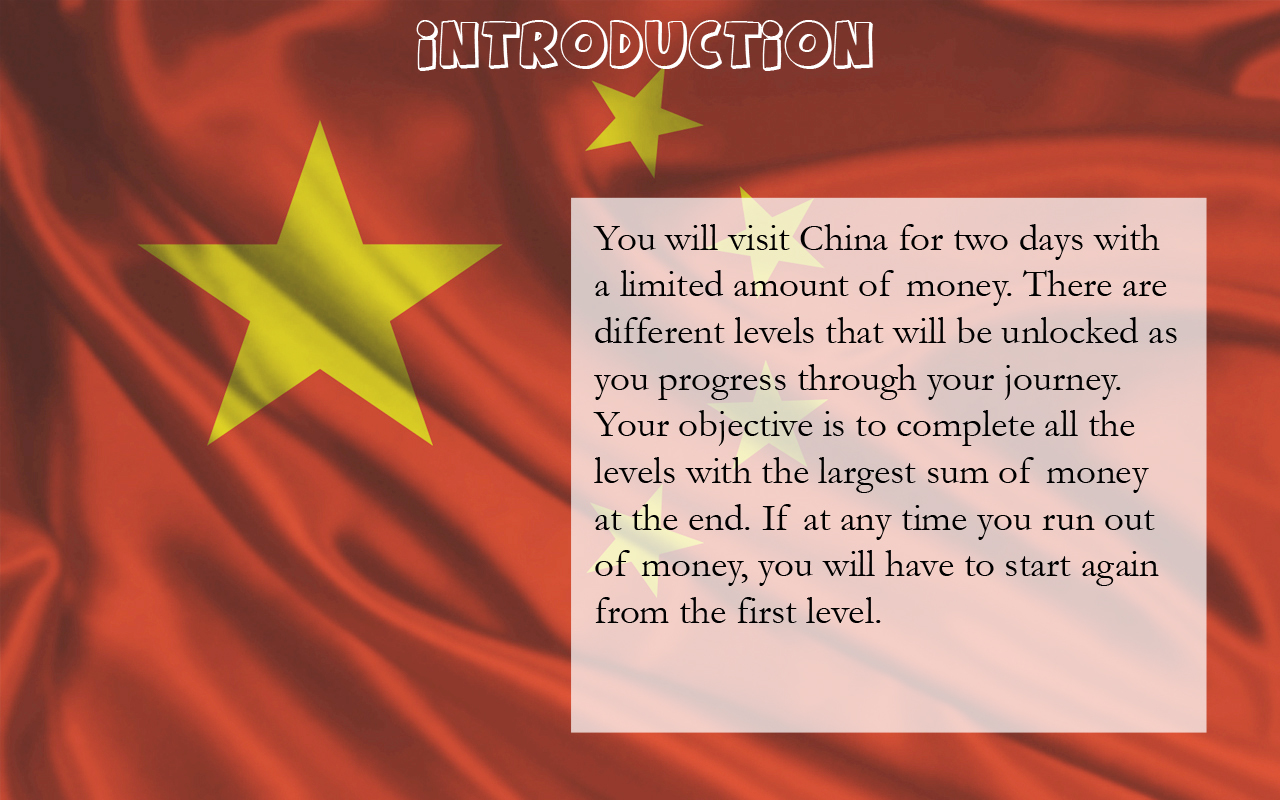 INTRODUCTION
You will visit China for two days with
a limited amount of money. There are
different levels that will be unlocked as
you progress through your journey.
Your objective is to complete all the
levels with the largest sum of money
at the end. If at any time you run out
of money, you will have to start again
from the first level.